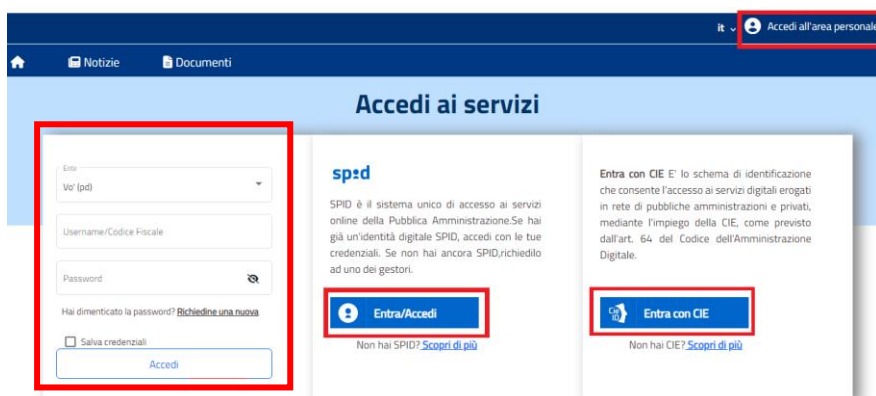 it
Accedi all'area personale
Notizie
Documenti
Accedi ai servizi
Ente
Vo' (pd)
Username/Codice Fiscale
Password
Hai dimenticato la password? Richiedine una nuova
Salva credenziali
Accedi
spid
SPID è il sistema unico di accesso ai servizi
online della Pubblica Amministrazione.Se hai
già un'identità digitale SPID, accedi con le tue
credenziali. Se non hai ancora SPID,richiedilo
ad uno dei gestori.
Entra/Accedi
Non hai SPID? Scopri di più
Entra con CIE E' lo schema di identificazione
che consente l'accesso ai servizi digitali erogati
in rete di pubbliche amministrazioni e privati,
mediante l'impiego della CIE, come previsto
dall'art. 64 del Codice dell'Amministrazione
Digitale.
Entra con CIE
Non hai CIE? Scopri di più